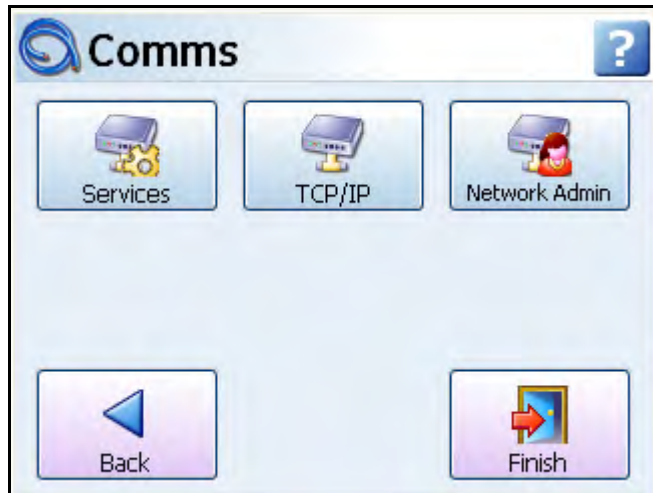 Comms
?
Services
TCP/IP
Network Admin
Back
Finish